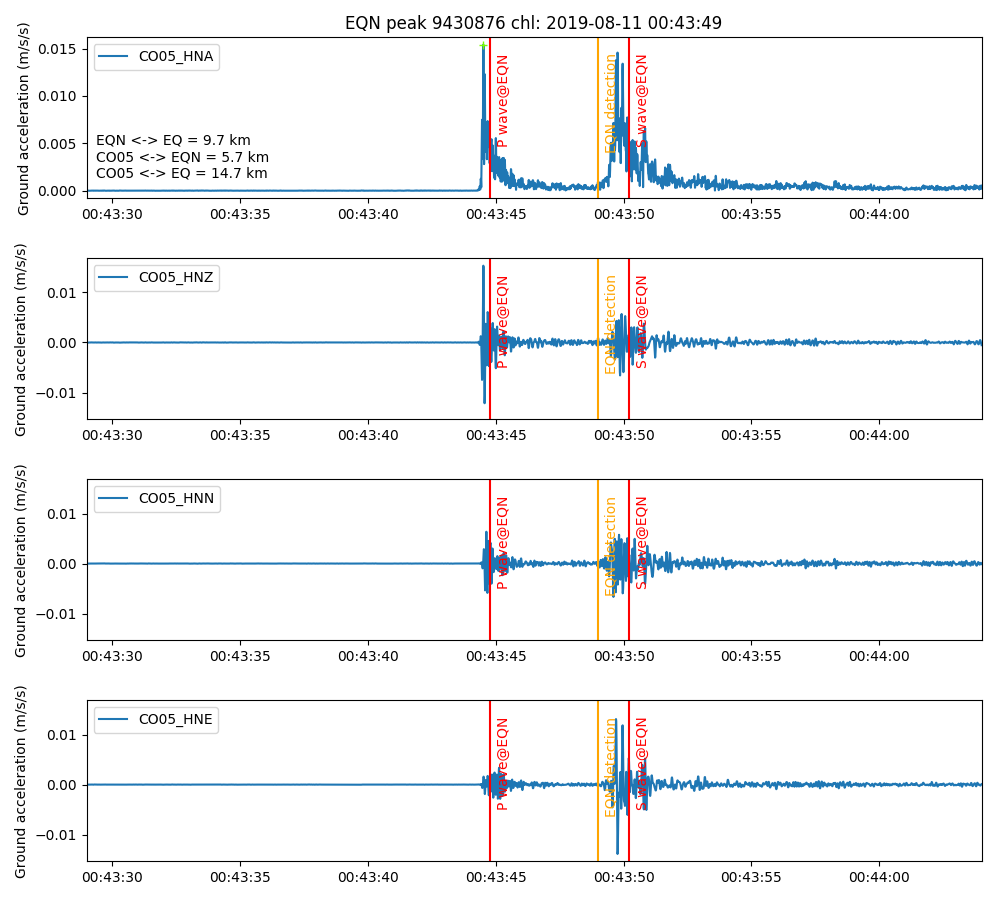 EQN peak 9430876 chl: 2019-08-11 00:43:49
Ground acceleration (m/s/s)
0.015
0.010
0.005
0.000
CO05_HNA
EQN <-> EQ = 9.7 km
CO05 <-> EQN = 5.7 km
CO05 <-> EQ = 14.7 km
P wave@EQN
EQN detection
S wave@EQN
00:43:30 00:43:35 00:43:40 00:43:45 00:43:50 00:43:55 00:44:00
Ground acceleration (m/s/s)
0.01
0.00
−0.01
CO05_HNZ
P wave@EQN
EQN detection
S wave@EQN
00:43:30 00:43:35 00:43:40 00:43:45 00:43:50 00:43:55 00:44:00
Ground acceleration (m/s/s)
0.01
0.00
−0.01
CO05_HNN
P wave@EQN
EQN detection
S wave@EQN
00:43:30 00:43:35 00:43:40 00:43:45 00:43:50 00:43:55 00:44:00
Ground acceleration (m/s/s)
0.01
0.00
−0.01
CO05_HNE
P wave@EQN
EQN detection
S wave@EQN
00:43:30 00:43:35 00:43:40 00:43:45 00:43:50 00:43:55 00:44:00